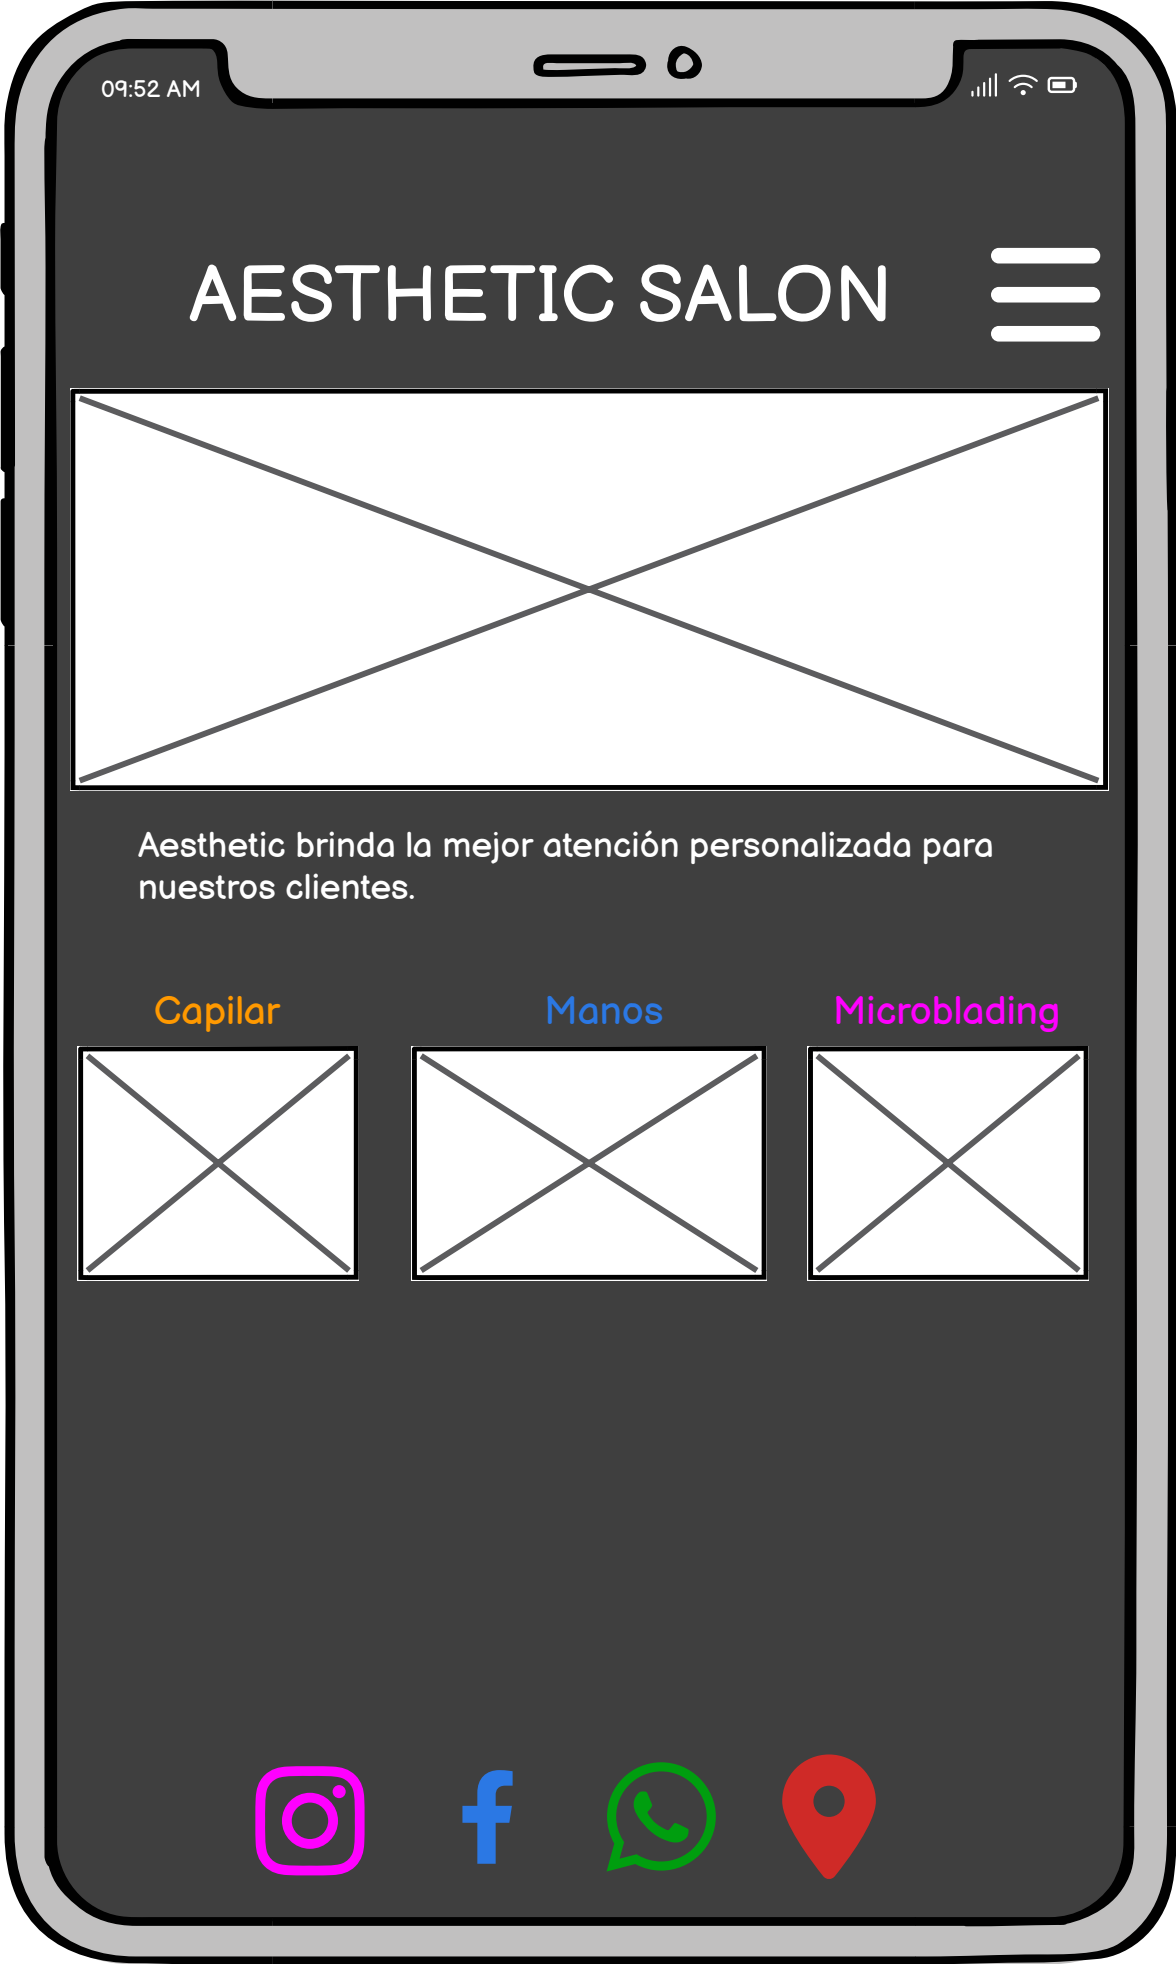 09:52 AM
AESTHETIC SALON
Aesthetic brinda la mejor atención personalizada para
nuestros clientes.
Capilar Manos Microblading